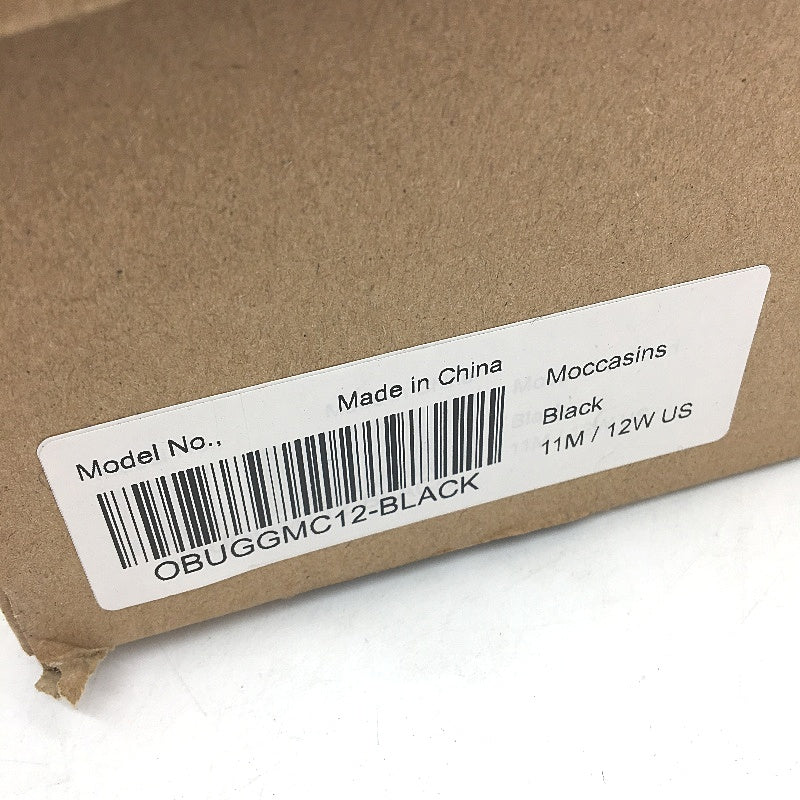 Model No.,
Made in China
OBUGGMC12-BLACK
Moccasins
Black
11M / 12W US